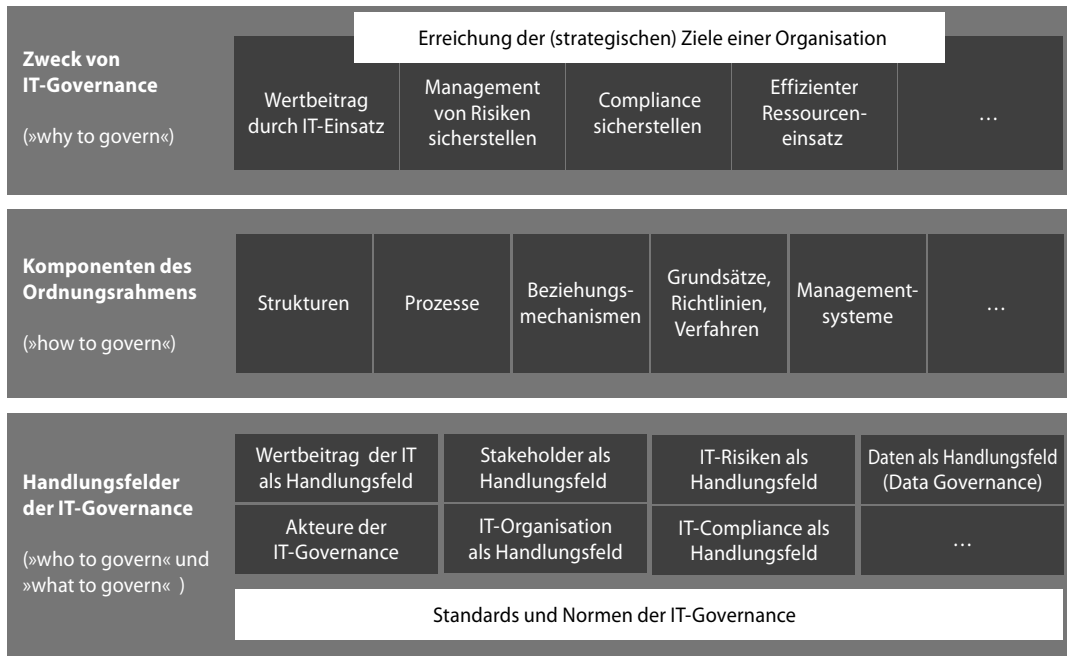 Erreichung der (strategischen) Ziele einer Organisation
Zweck von
IT-Governance
(»why to govern«)
Wertbeitrag
durch IT-Einsatz
Management
von Risiken
sicherstellen
Compliance
sicherstellen
Effizienter
Ressourcen-
einsatz
…
Komponenten des
Ordnungsrahmens
(»how to govern«)
Strukturen
Prozesse
Beziehungs-
mechanismen
Grundsätze,
Richtlinien,
Verfahren
Management-
systeme
…
Handlungsfelder
der IT-Governance
(»who to govern« und
»what to govern« )
Wertbeitrag der IT
als Handlungsfeld
Stakeholder als
Handlungsfeld
IT-Risiken als
Handlungsfeld
Daten als Handlungsfeld
(Data Governance)
Akteure der
IT-Governance
IT-Organisation
als Handlungsfeld
IT-Compliance als
Handlungsfeld
…
Standards und Normen der IT-Governance